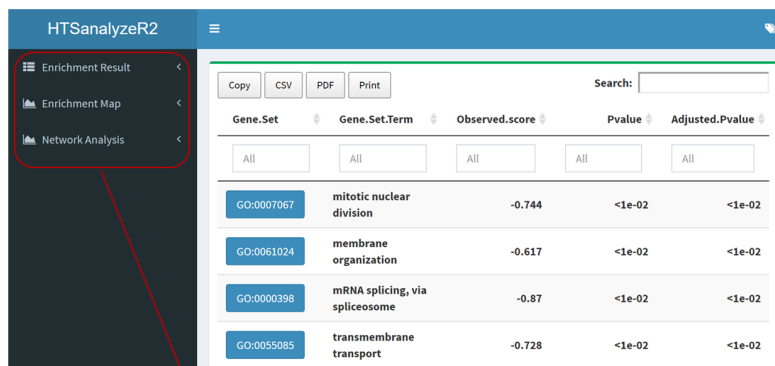 HTSanalyzeR2
Enrichment Result
Enrichment Map
Network Analysis
Copy CSV PDF Print Search:
Gene.Set Gene.Set.Term Observed.score Pvalue Adjusted.Pvalue
All All All All All
GO:0007067 mitotic nuclear division -0.744 <1e-02 <1e-02
GO:0061024 membrane organization -0.617 <1e-02 <1e-02
GO:0000398 mRNA splicing, via spliceosome -0.87 <1e-02 <1e-02
GO:0055085 transmembrane transport -0.728 <1e-02 <1e-02